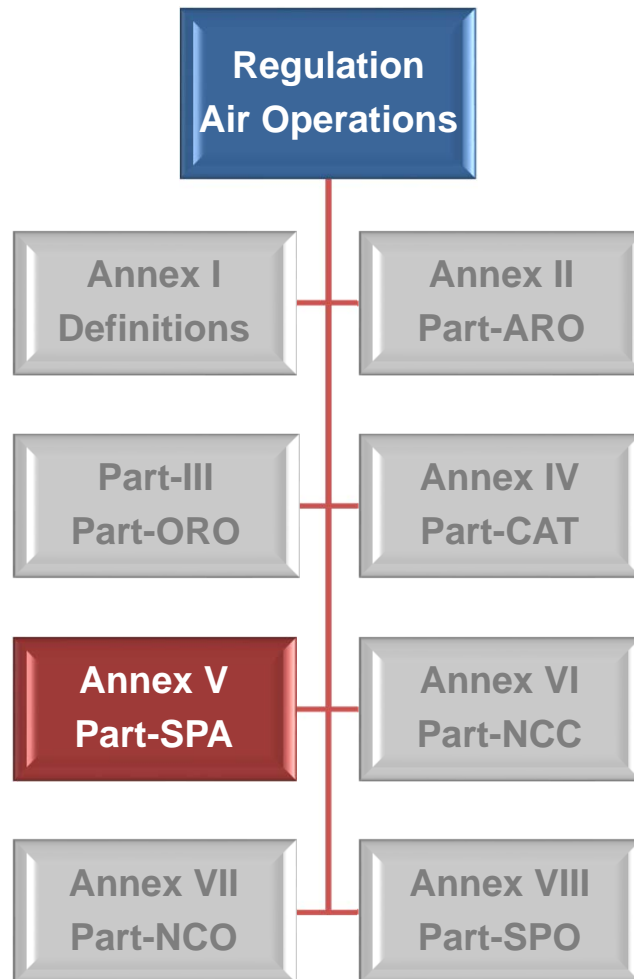 Regulation
Air Operations
Annex I
Definitions
Annex II
Part-ARO
Part-III
Part-ORO
Annex IV
Part-CAT
Annex V
Part-SPA
Annex VI
Part-NCC
Annex VII
Part-NCO
Annex VIII
Part-SPO